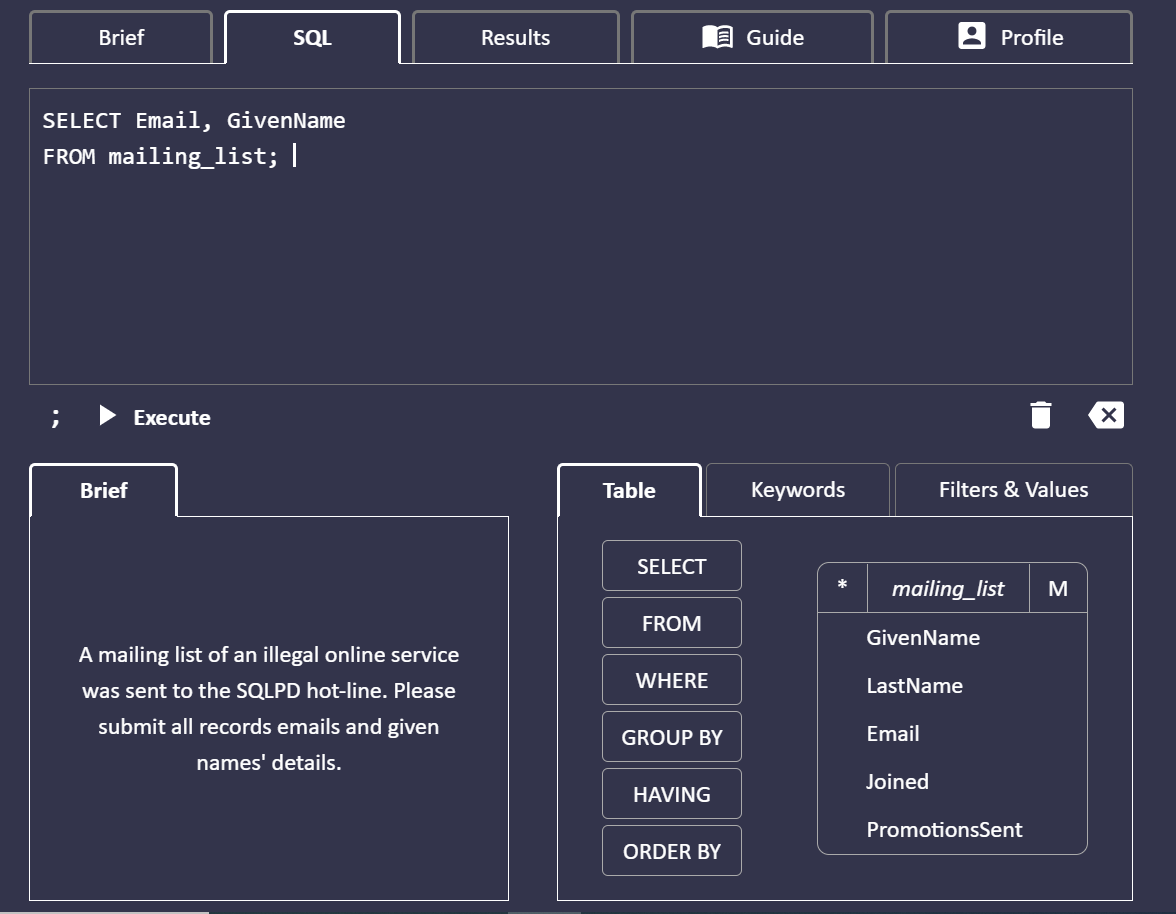 Brief
SQL
Results
Guide
Profile
SELECT Email, GivenName
FROM mailing_list;
;
Execute
Brief
A mailing list of an illegal online service
was sent to the SQLPD hot-line. Please
submit all records emails and given
names' details.
Table
Keywords
Filters & Values
SELECT
FROM
WHERE
GROUP BY
HAVING
ORDER BY
* mailing_list M
GivenName
LastName
Email
Joined
PromotionsSent